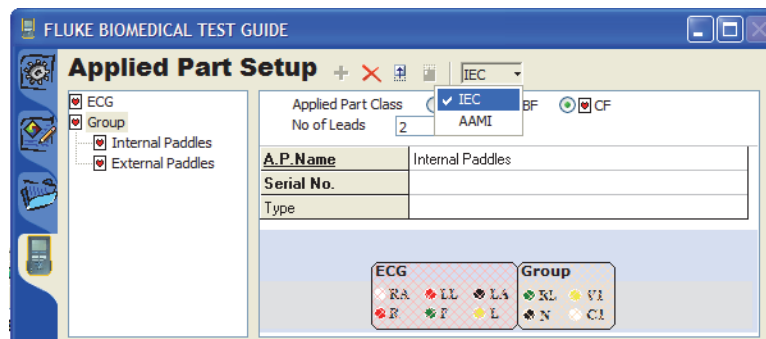 FLUKE BIOMEDICAL TEST GUIDE
Applied Part Setup IEC
IEC
AAMI
ECG
Group
Internal Paddles
External Paddles
Applied Part Class BF CF
No of Leads 2
A.P.Name Internal Paddles
Serial No.
Type
ECG Group
RA LL LA RL V1
R F L N C1